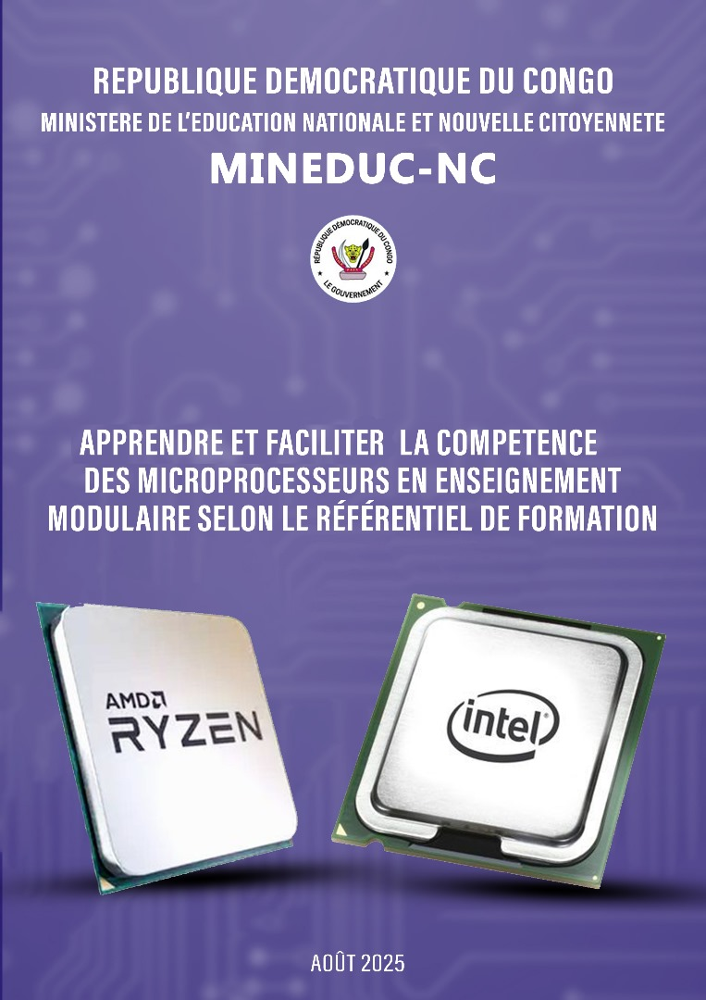 REPUBLIQUE DEMOCRATIQUE DU CONGO
MINISTERE DE L'EDUCATION NATIONALE ET NOUVELLE CITOYENNETE
MINEDUC-NC
RÉPUBLIQUE DÉMOCRATIQUE DU CONGO
LE GOUVERNEMENT
APPRENDRE ET FACILITER LA COMPETENCE
DES MICROPROCESSEURS EN ENSEIGNEMENT
MODULAIRE SELON LE RÉFÉRENTIEL DE FORMATION
AMD
RYZEN
intel®
AOÛT 2025